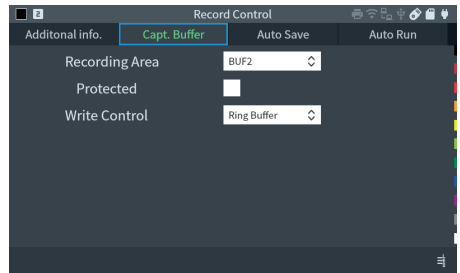 2 Record Control
Additonal info. Capt. Buffer Auto Save Auto Run
Recording Area BUF2
Protected
Write Control Ring Buffer